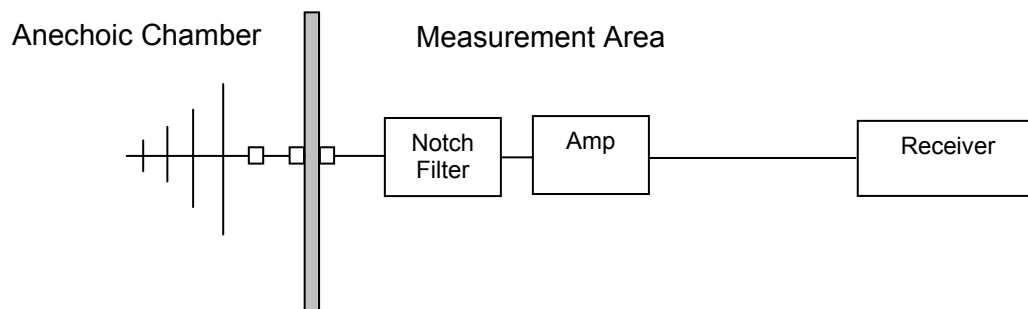 Anechoic Chamber
Measurement Area
Notch
Filter
Amp
Receiver